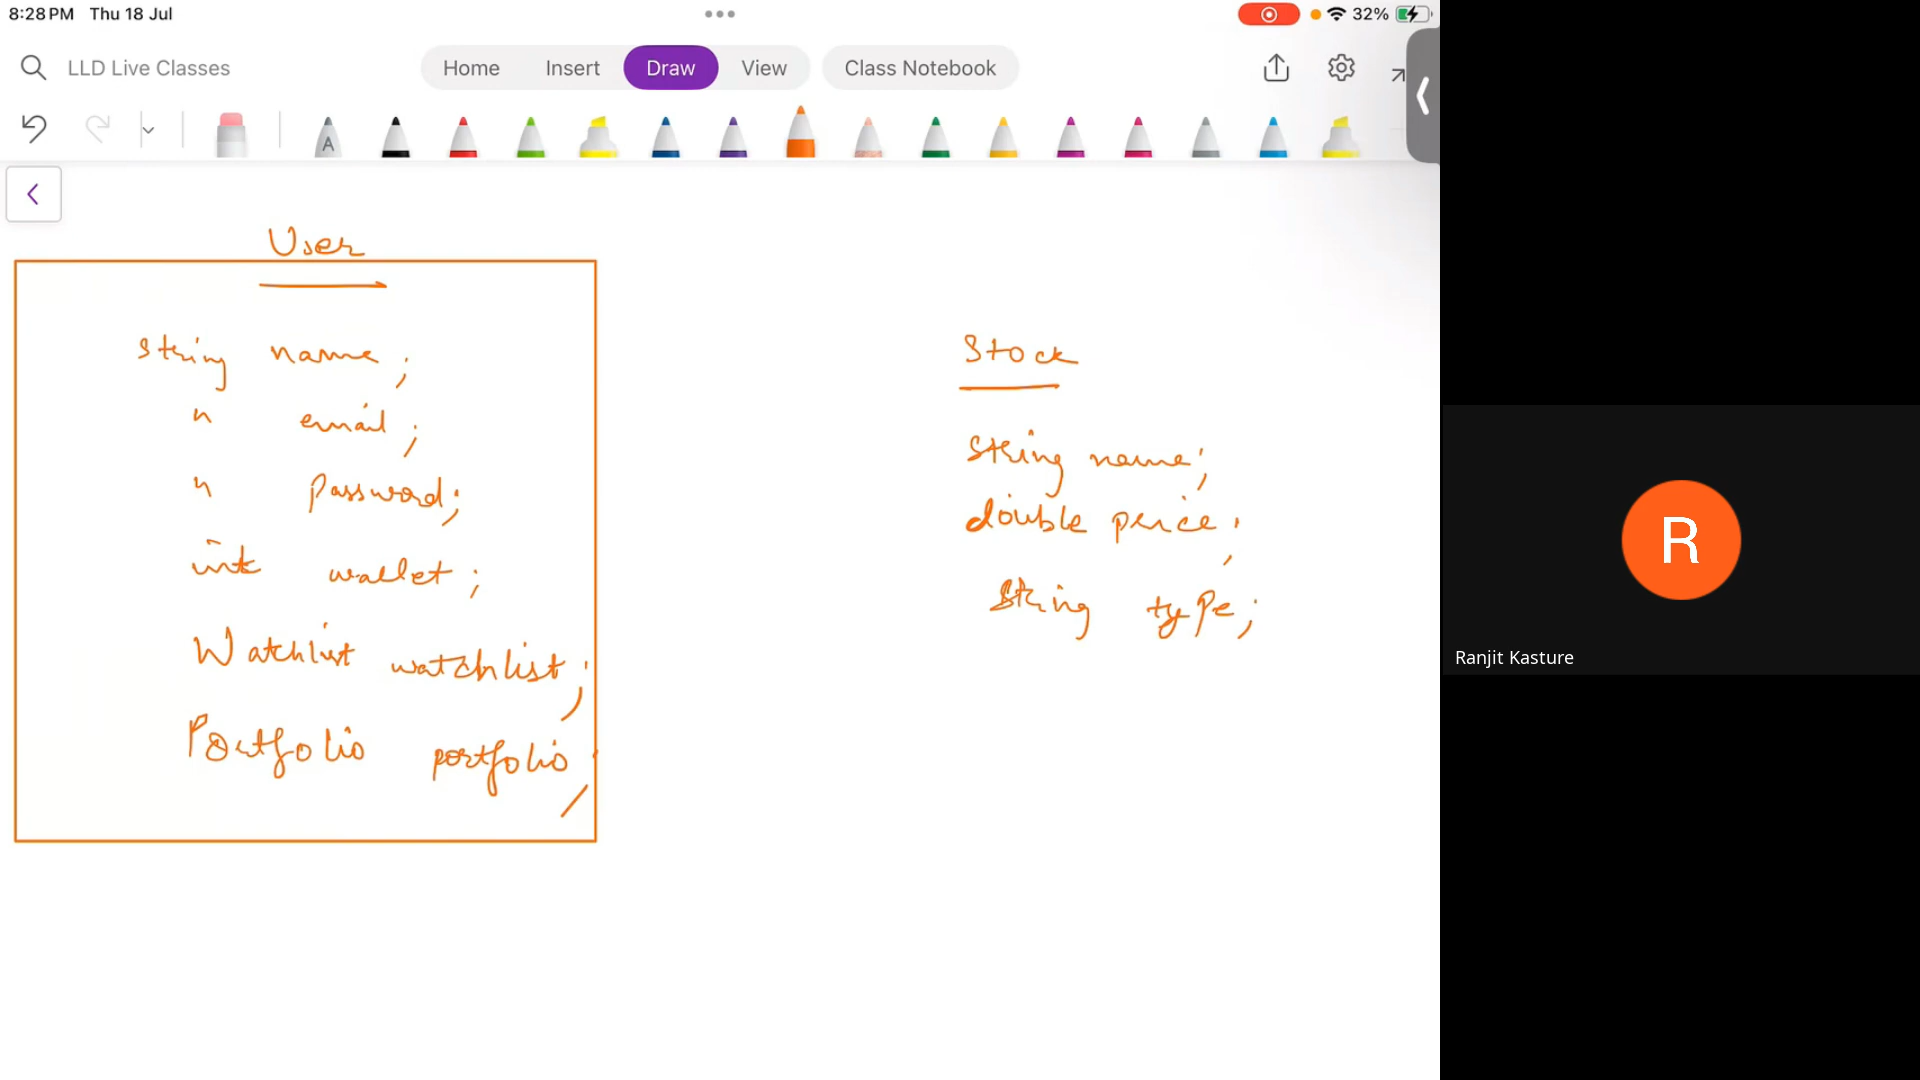 8:28 PM Thu 18 Jul
32%
LLD Live Classes
Home Insert Draw View Class Notebook
A
User
String name;
" email;
" password;
int wallet;
Watchlist watchlist;
Portfolio portfolio;
Stock
String name;
double price;
String type;
R
Ranjit Kasture